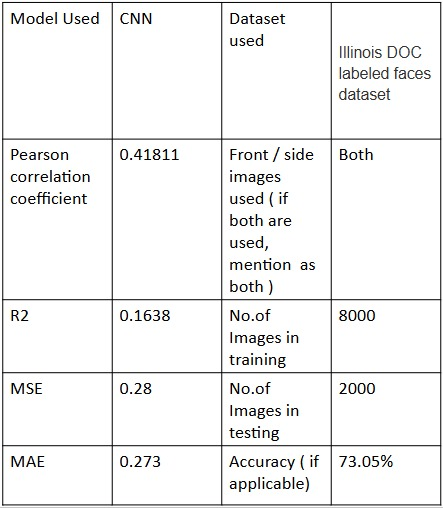 Model Used
CNN
Dataset
used
Illinois DOC
labeled faces
dataset
Pearson
correlation
coefficient
0.41811
Front / side
images
used ( if
both are
used,
mention as
both )
Both
R2
0.1638
No.of
Images in
training
8000
MSE
0.28
No.of
Images in
testing
2000
MAE
0.273
Accuracy ( if
applicable)
73.05%